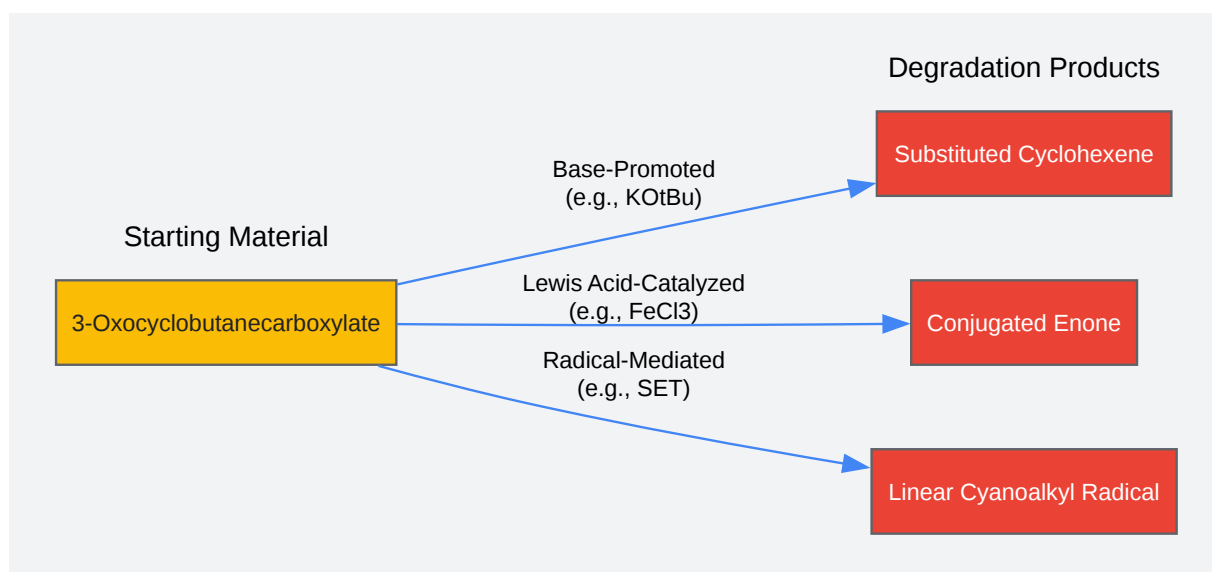 Degradation Products
Substituted Cyclohexene
Base-Promoted
(e.g., KOtBu)
Starting Material
3-Oxocyclobutanecarboxylate
Lewis Acid-Catalyzed
(e.g., FeCl3)
Conjugated Enone
Radical-Mediated
(e.g., SET)
Linear Cyanoalkyl Radical